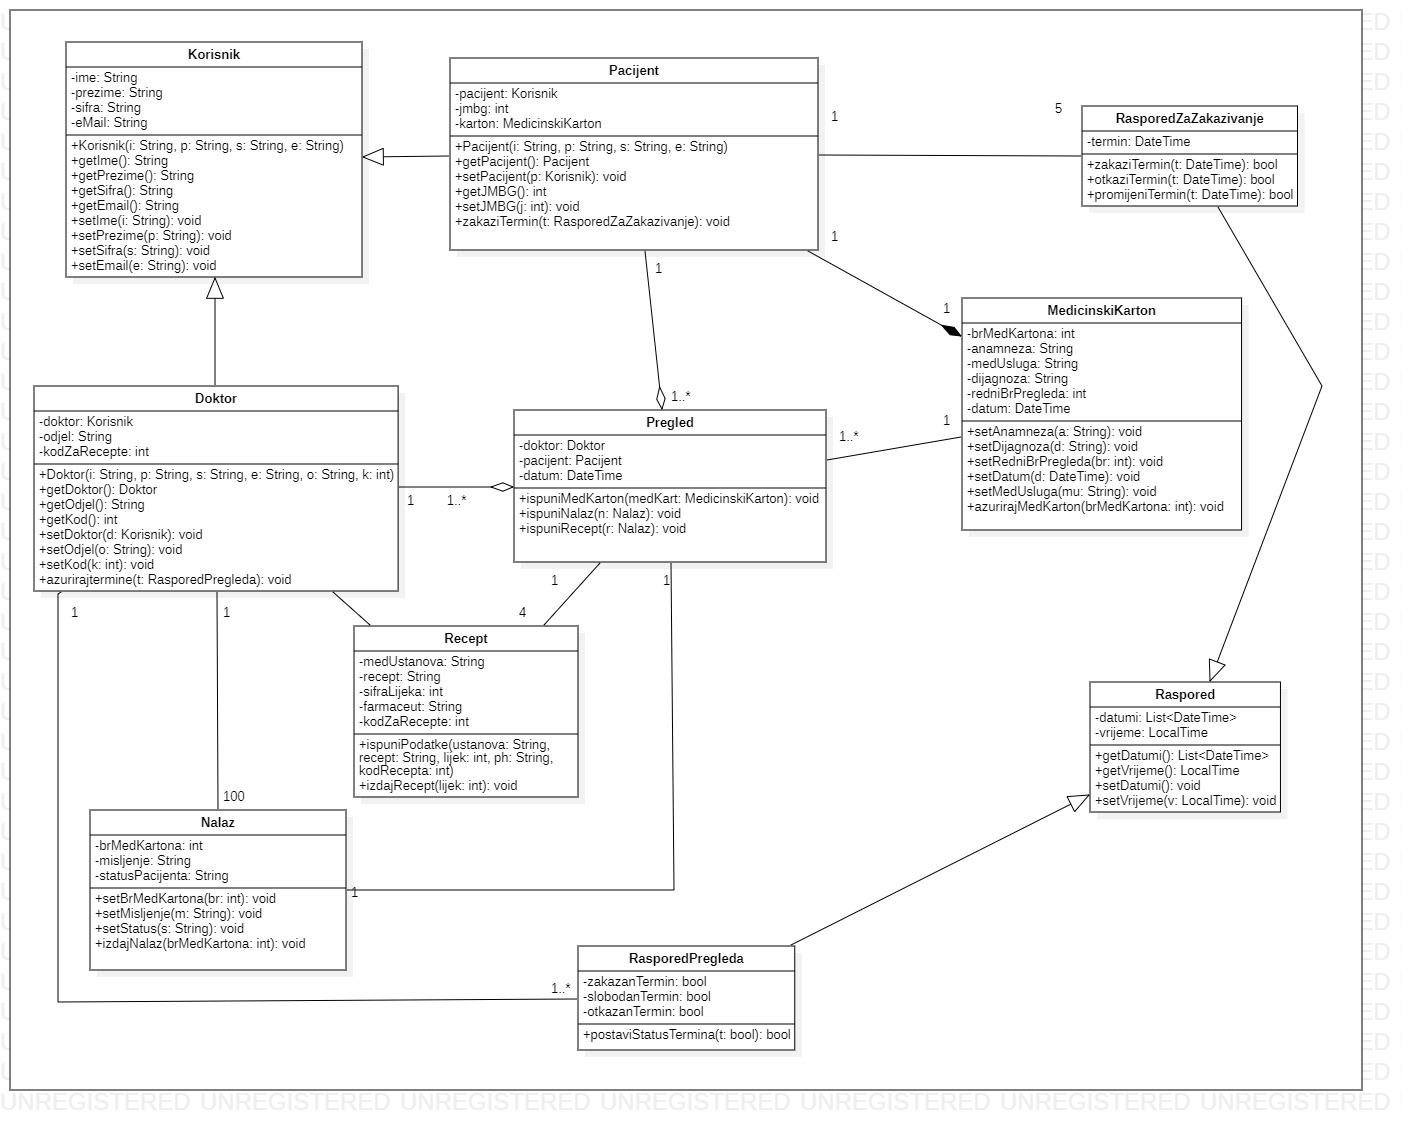 Korisnik
-ime: String
-prezime: String
-sifra: String
-eMail: String
+Korisnik(i: String, p: String, s: String, e: String)
+getIme(): String
+getPrezime(): String
+getSifra(): String
+getEmail(): String
+setIme(i: String): void
+setPrezime(p: String): void
+setSifra(s: String): void
+setEmail(e: String): void
Pacijent
-pacijent: Korisnik
-jmbg: int
-karton: MedicinskiKarton
+Pacijent(i: String, p: String, s: String, e: String)
+getPacijent(): Pacijent
+setPacijent(p: Korisnik): void
+getJMBG(): int
+setJMBG(j: int): void
+zakaziTermin(t: RasporedZaZakazivanje): void
1
5
RasporedZaZakazivanje
-termin: DateTime
+zakaziTermin(t: DateTime): bool
+otkaziTermin(t: DateTime): bool
+promijeniTermin(t: DateTime): bool
1
1
1
1..*
MedicinskiKarton
-brMedKartona: int
-anamneza: String
-medUsluga: String
-dijagnoza: String
-redniBrPregleda: int
-datum: DateTime
+setAnamneza(a: String): void
+setDijagnoza(d: String): void
+setRedniBrPregleda(br: int): void
+setDatum(d: DateTime): void
+setMedUsluga(mu: String): void
+azurirajMedKarton(brMedKartona: int): void
Doktor
-doktor: Korisnik
-odjel: String
-kodZaRecepte: int
+Doktor(i: String, p: String, s: String, e: String, o: String, k: int)
+getDoktor(): Doktor
+getOdjel(): String
+getKod(): int
+setDoktor(d: Korisnik): void
+setOdjel(o: String): void
+setKod(k: int): void
+azurirajtermine(t: RasporedPregleda): void
1
1..*
Pregled
-doktor: Doktor
-pacijent: Pacijent
-datum: DateTime
+ispuniMedKarton(medKart: MedicinskiKarton): void
+ispuniNalaz(n: Nalaz): void
+ispuniRecept(r: Nalaz): void
1..*
1
1
1
1
1
4
Recept
-medUstanova: String
-recept: String
-sifraLijeka: int
-farmaceut: String
-kodZaRecepte: int
+ispuniPodatke(ustanova: String,
recept: String, lijek: int, ph: String,
kodRecepta: int)
+izdajRecept(lijek: int): void
Raspored
-datumi: List<DateTime>
-vrijeme: LocalTime
+getDatumi(): List<DateTime>
+getVrijeme(): LocalTime
+setDatumi(): void
+setVrijeme(v: LocalTime): void
100
Nalaz
-brMedKartona: int
-misljenje: String
-statusPacijenta: String
+setBrMedKartona(br: int): void
+setMisljenje(m: String): void
+setStatus(s: String): void
+izdajNalaz(brMedKartona: int): void
1
1..*
RasporedPregleda
-zakazanTermin: bool
-slobodanTermin: bool
-otkazanTermin: bool
+postaviStatusTermina(t: bool): bool
UNREGISTERED UNREGISTERED UNREGISTERED UNREGISTERED UNREGISTERED UNREGISTERED UNREGISTERED